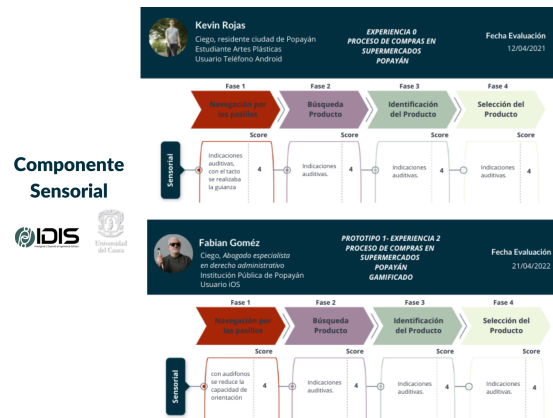 Componente
Sensorial
IDIS
Universidad
del Cauca
Kevin Rojas
Ciego, residente ciudad de Popayán
Estudiante Artes Plásticas
Usuario Teléfono Android
EXPERIENCIA 0
PROCESO DE COMPRAS EN
SUPERMERCADOS
POPAYÁN
Fecha Evaluación
12/04/2021
Fase 1
Fase 2
Fase 3
Fase 4
Navegación por
los pasillos
Búsqueda
Producto
Identificación
del Producto
Selección del
Producto
Score
Score
Score
Score
Sensorial
Indicaciones
auditivas,
con el tacto
se realizaba
la guianza
4
Indicaciones
auditivas.
4
Indicaciones
auditivas.
4
Indicaciones
auditivas.
4
Fabian Goméz
Ciego, Abogado especialista
en derecho administrativo
Institución Pública de Popayán
Usuario iOS
PROTOTIPO 1- EXPERIENCIA 2
PROCESO DE COMPRAS EN
SUPERMERCADOS
POPAYÁN
GAMIFICADO
Fecha Evaluación
21/04/2022
Fase 1
Fase 2
Fase 3
Fase 4
Navegación por
los pasillos
Búsqueda
Producto
Identificación
del Producto
Selección del
Producto
Score
Score
Score
Score
Sensorial
con audífonos
se reduce la
capacidad de
orientación
4
Indicaciones
auditivas.
4
Indicaciones
auditivas.
4
Indicaciones
auditivas.
4